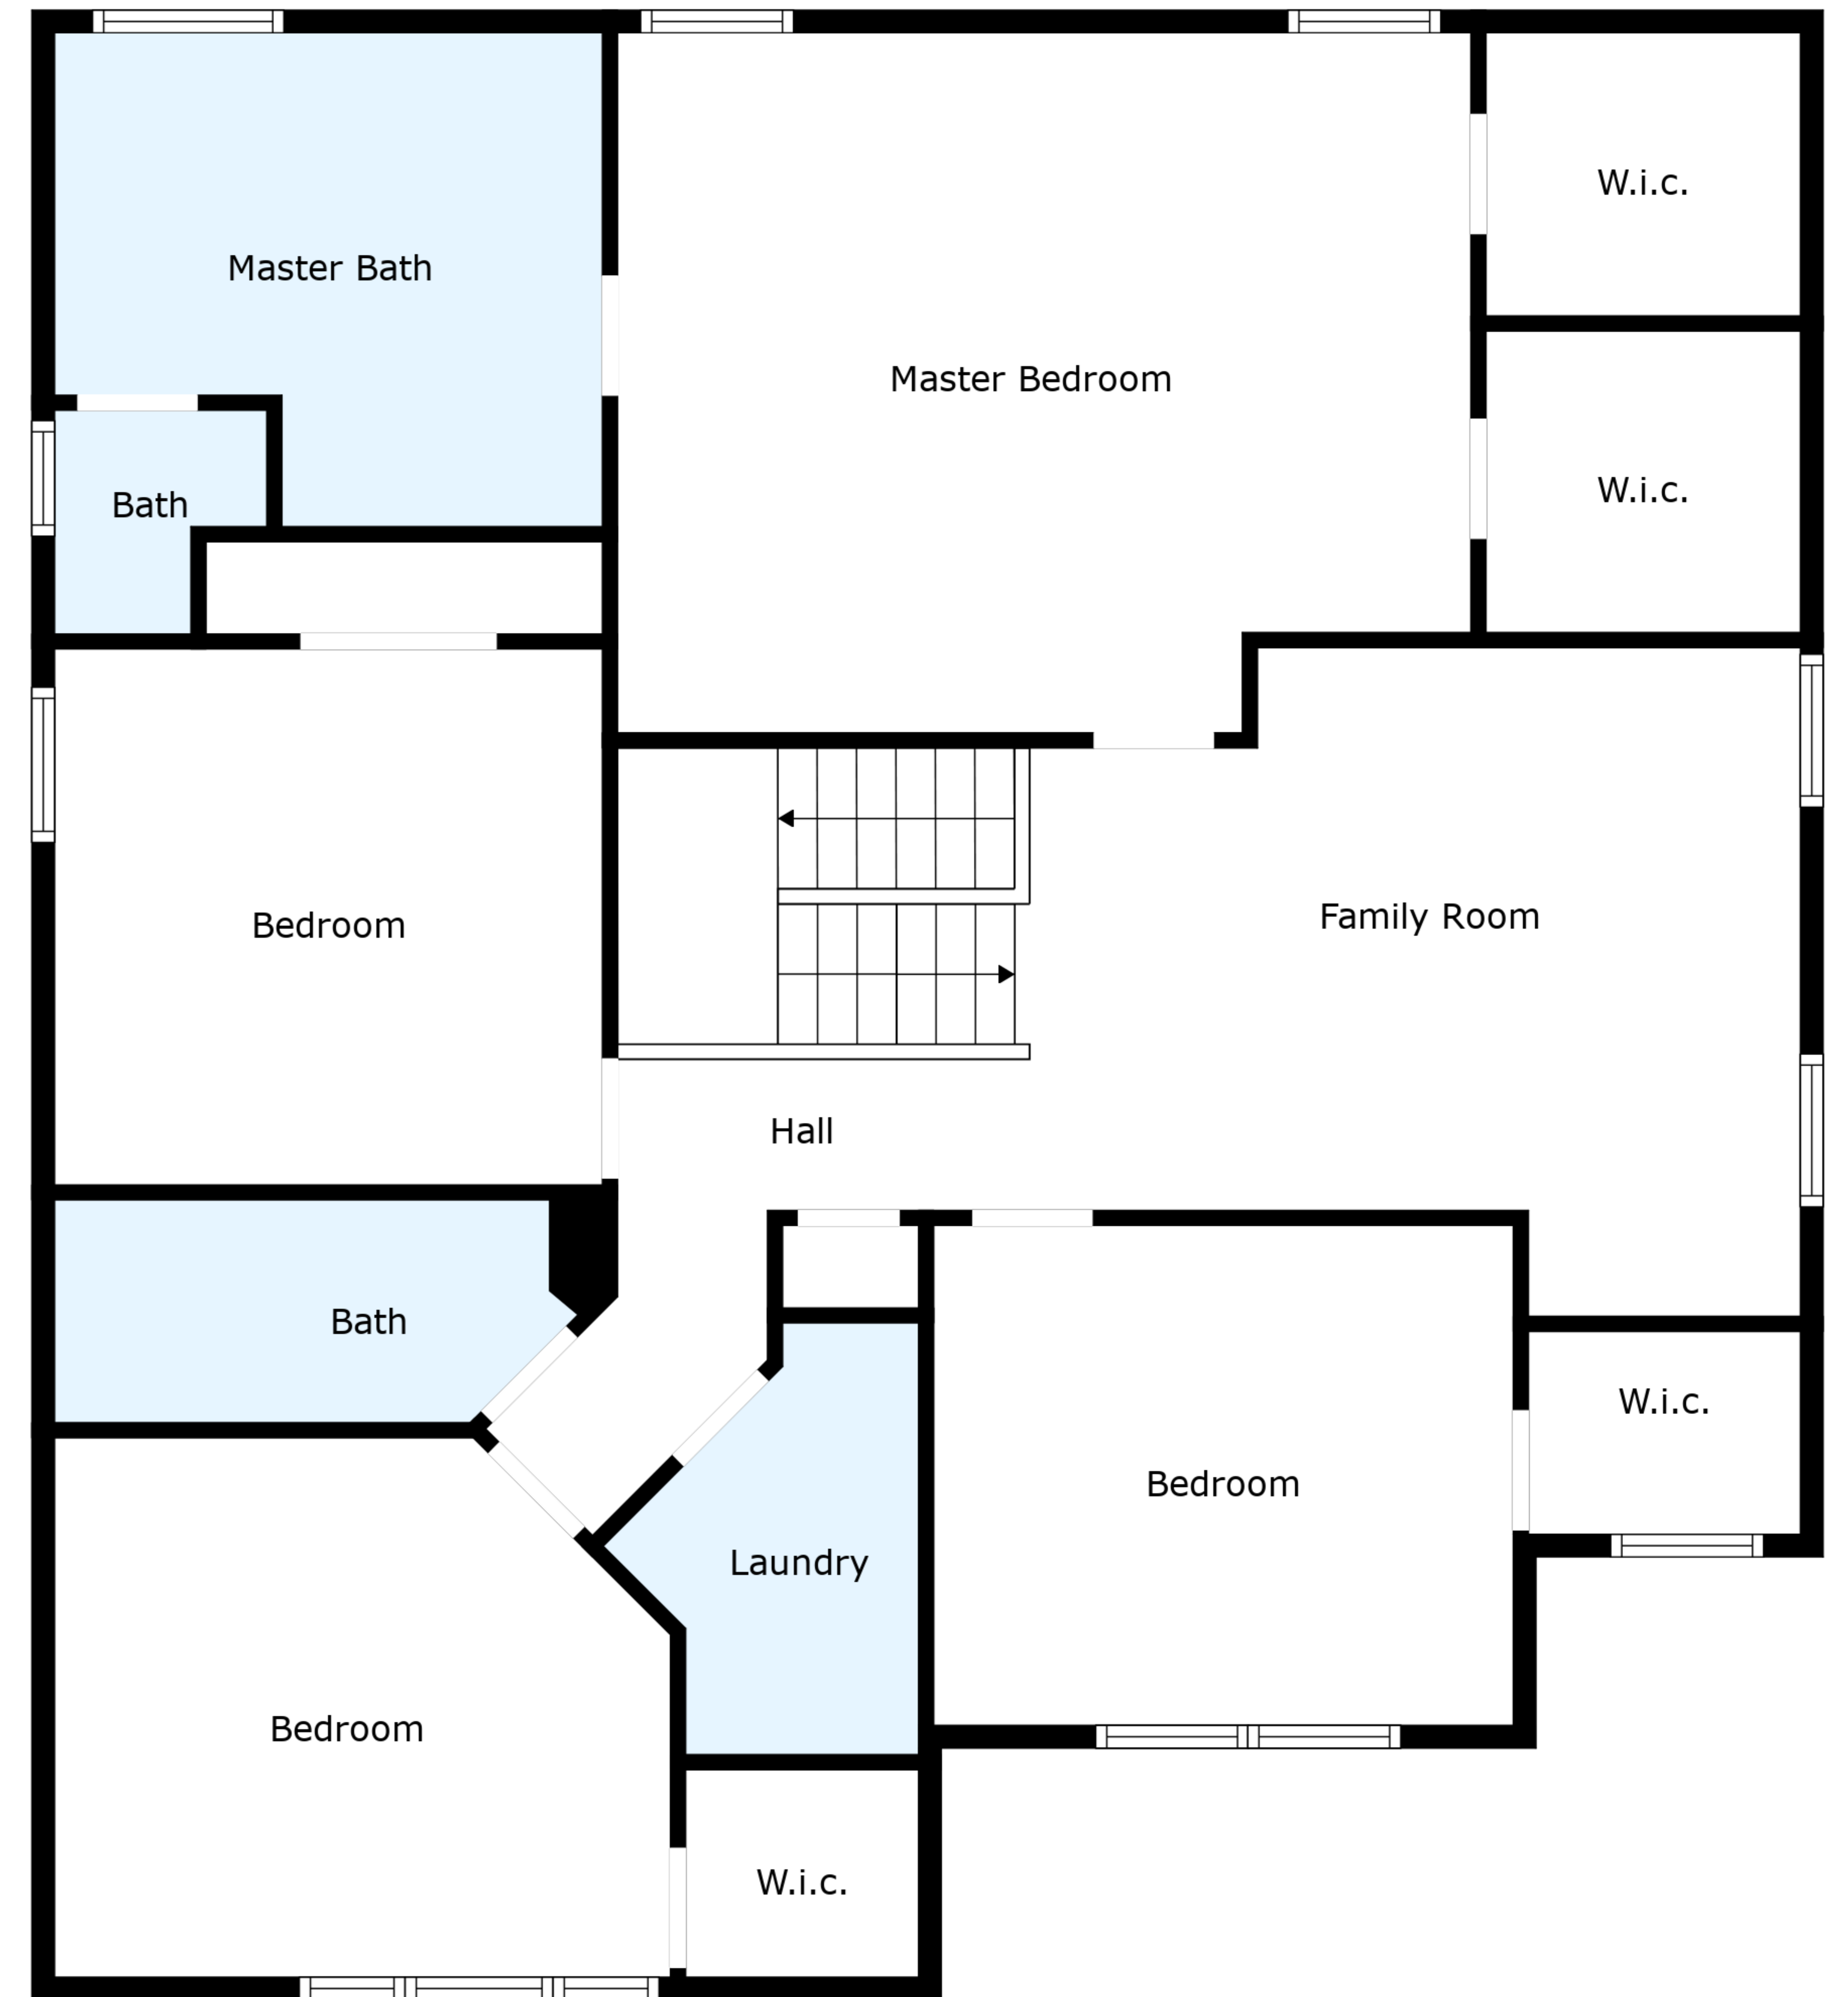 W.i.c.
Master Bath
Master Bedroom
W.i.c.
Bath
Family Room
Bedroom
Hall
Bath
W.i.c.
Bedroom
Laundry
Bedroom
W.i.c.